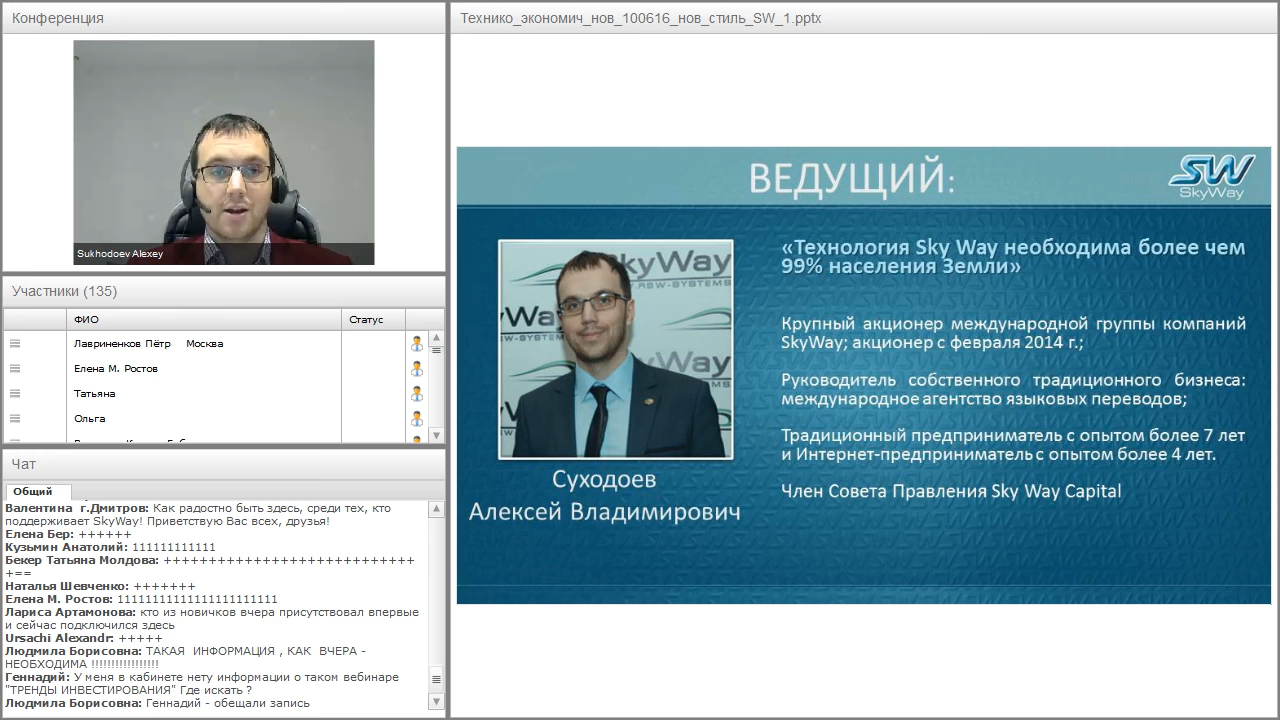 Конференция
Sukhodoev Alexey
Участники (135)
ФИО
Статус
Лавриненков Пётр Москва
Елена М. Ростов
Татьяна
Ольга
Чат
Общий
Валентина г.Дмитров: Как радостно быть здесь, среди тех, кто
поддерживает SkyWay! Приветствую Вас всех, друзья!
Елена Бер: ++++++
Кузьмин Анатолий: 111111111111
Бекер Татьяна Молдова: ++++++++++++++++++++++++++++
+==
Наталья Шевченко: +++++++
Елена М. Ростов: 11111111111111111111111
Лариса Артамонова: кто из новичков вчера присутствовал впервые
и сейчас подключился здесь
Ursachi Alexandr: +++++
Людмила Борисовна: ТАКАЯ ИНФОРМАЦИЯ , КАК ВЧЕРА -
НЕОБХОДИМА !!!!!!!!!!!!!!!!!
Геннадий: У меня в кабинете нету информации о таком вебинаре
"ТРЕНДЫ ИНВЕСТИРОВАНИЯ" Где искать ?
Людмила Борисовна: Геннадий - обещали запись
Технико_экономич_нов_100616_нов_стиль_SW_1.pptx
ВЕДУЩИЙ:
SW
SkyWay
«Технология Sky Way необходима более чем
99% населения Земли»
SkyWay
RSW-SYSTEMS
Крупный акционер международной группы компаний
SkyWay; акционер с февраля 2014 г.;
Руководитель собственного традиционного бизнеса:
международное агентство языковых переводов;
Традиционный предприниматель с опытом более 7 лет
и Интернет-предприниматель с опытом более 4 лет.
Член Совета Правления Sky Way Capital
Суходоев
Алексей Владимирович